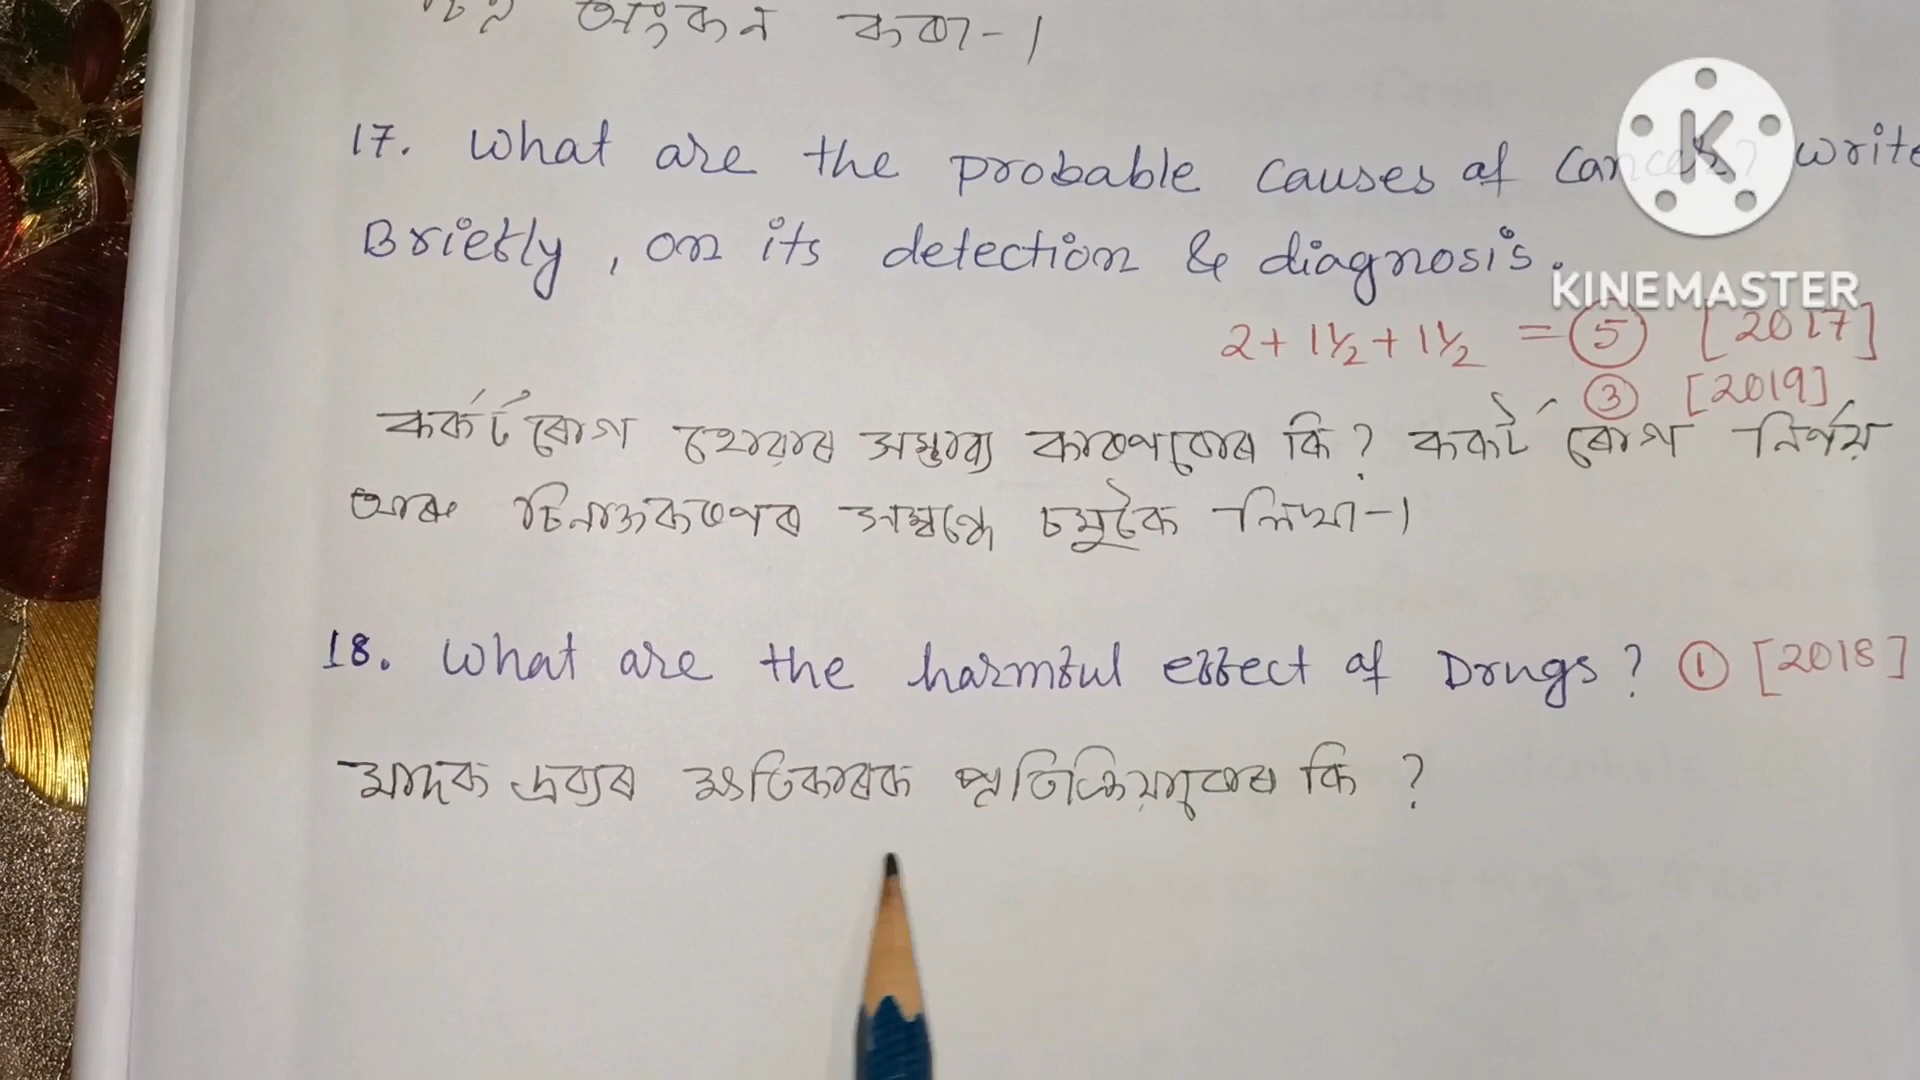 চিত্ৰ অংকন কৰা-।
17. What are the probable causes of Cancer? write
Briefly, on its detection & diagnosis.
KINEMASTER
2+1½+1½ = 5 [2017]
3 [2019]
কৰ্কট ৰোগ হোৱাৰ সম্ভাব্য কাৰণবোৰ কি? কৰ্কট ৰোগ নিৰ্ণয়
আৰু চিনাক্তকৰণৰ সম্বন্ধে চমুকৈ লিখা-।
18. What are the harmful effect of Drugs? 1 [2018]
মাদক দ্ৰব্যৰ ক্ষতিকাৰক প্ৰতিক্ৰিয়াবোৰ কি ?